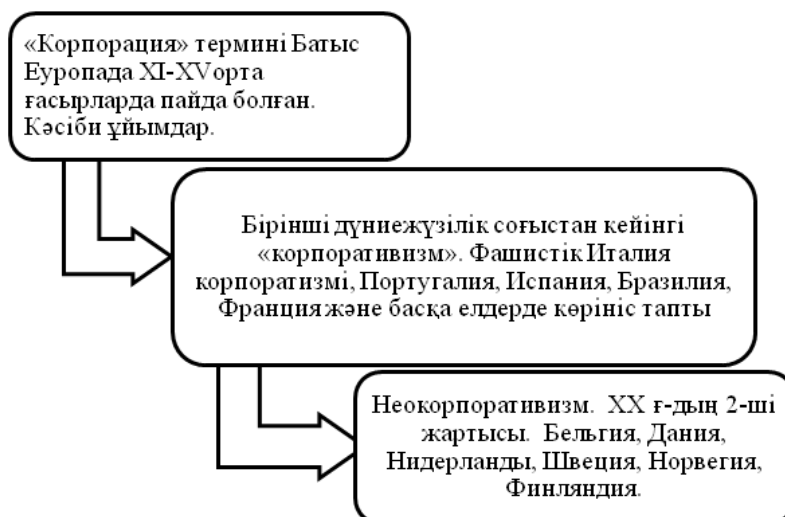 «Корпорация» термині Батыс
Еуропада XI-XVорта
ғасырларда пайда болған.
Кәсіби ұйымдар.
Бірінші дүниежүзілік соғыстан кейінгі
«корпоративизм». Фашистік Италия
корпоратизмі, Португалия, Испания, Бразилия,
Францияжәне басқа елдерде көрініс тапты
Неокорпоративизм. XX ғ-дың 2-ші
жартысы. Бельгия, Дания,
Нидерланды, Швеция, Норвегия,
Финляндия.